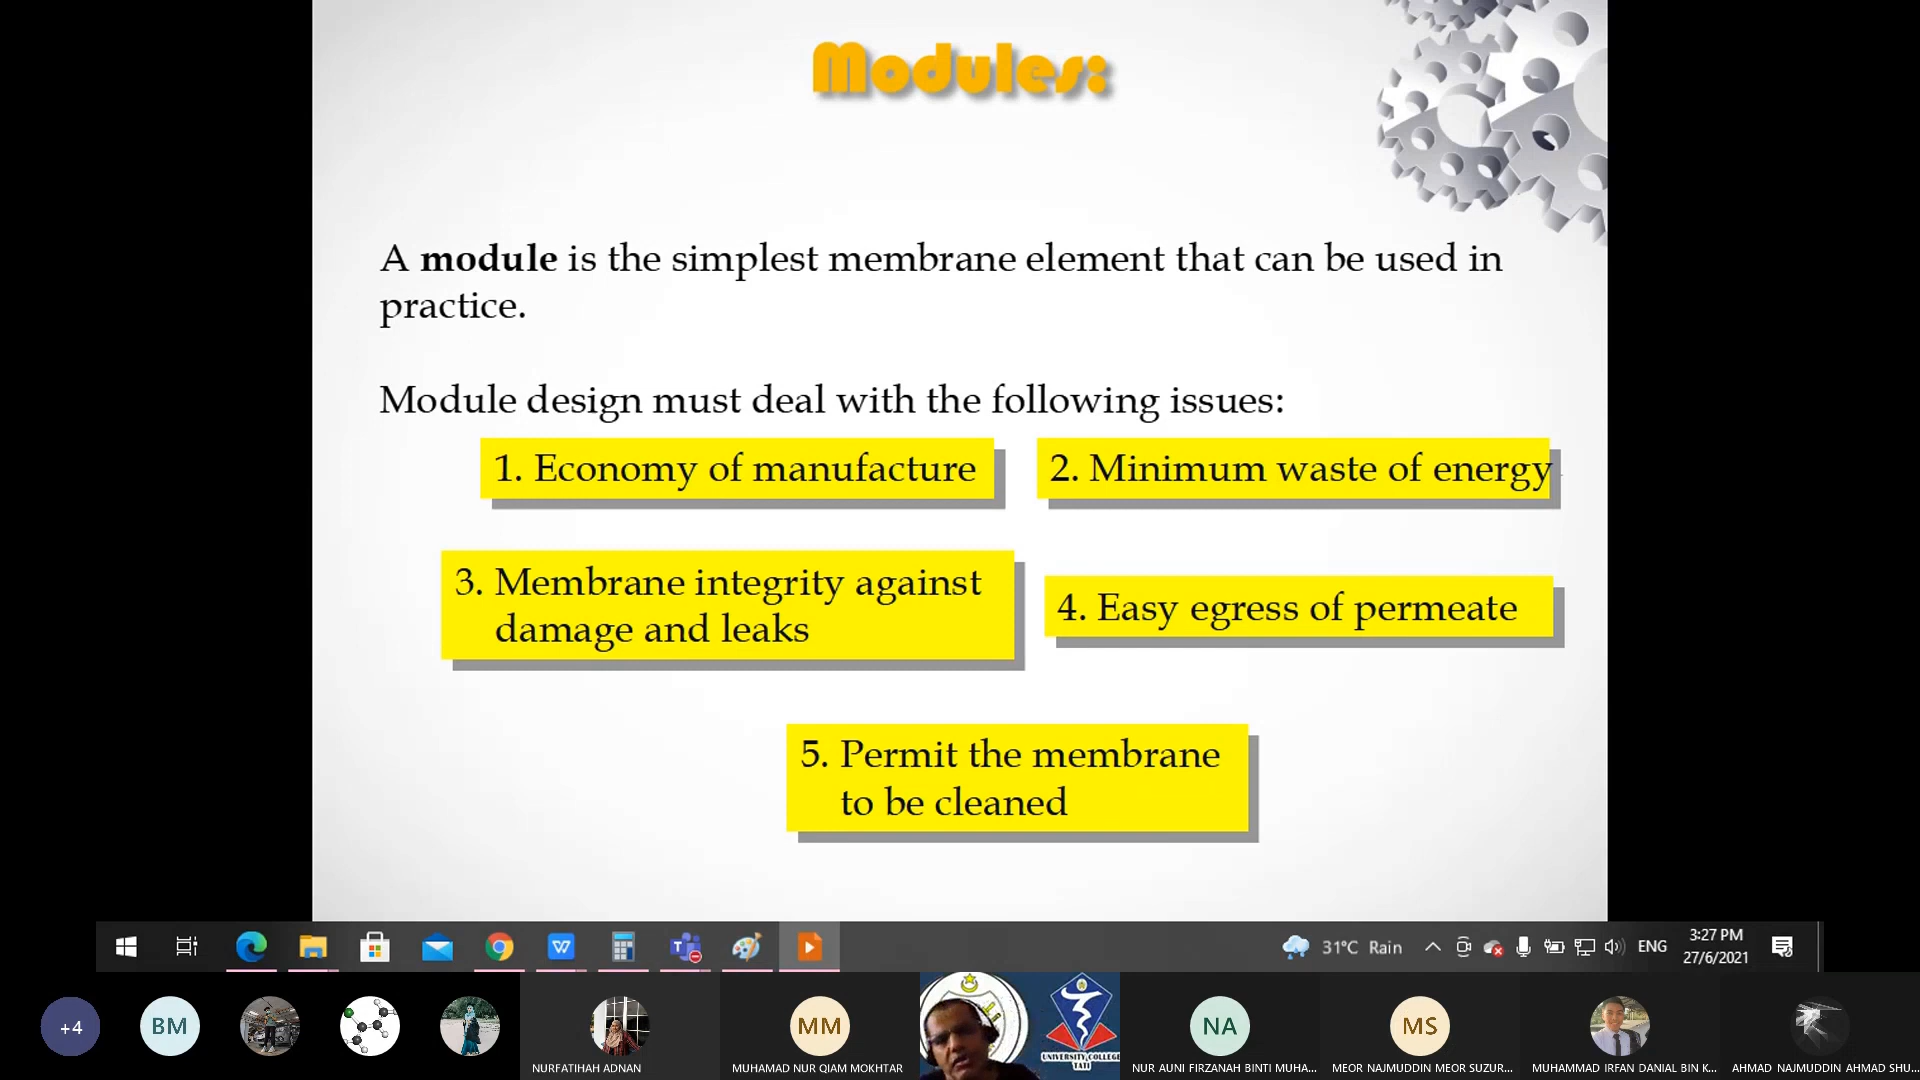 Modules:
A module is the simplest membrane element that can be used in
practice.
Module design must deal with the following issues:
1. Economy of manufacture
2. Minimum waste of energy
3. Membrane integrity against
damage and leaks
4. Easy egress of permeate
5. Permit the membrane
to be cleaned
31°C Rain
ENG
3:27 PM
27/6/2021
+4
BM
MM
NA
MS
UNIVERSITY COLLEGE
TATI
NURFATIHAH ADNAN
MUHAMAD NUR QIAM MOKHTAR
NUR AUNI FIRZANAH BINTI MUHA...
MEOR NAJMUDDIN MEOR SUZUR...
MUHAMMAD IRFAN DANIAL BIN K...
AHMAD NAJMUDDIN AHMAD SHU...